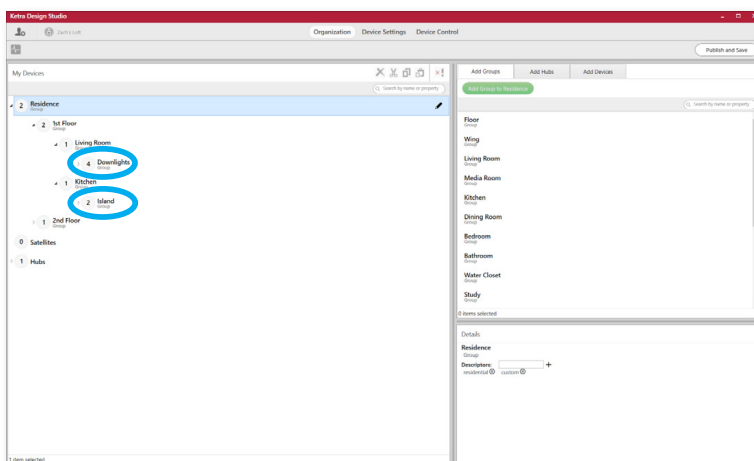 Ketra Design Studio
Zach's Loft
Organization Device Settings Device Control
Publish and Save
My Devices
Search by name or property
2 Residence
Group
2 1st Floor
Group
1 Living Room
Group
4 Downlights
Group
1 Kitchen
Group
2 Island
Group
1 2nd Floor
Group
0 Satellites
1 Hubs
1 item selected
Add Groups Add Hubs Add Devices
Add Group to Residence
Search by name or property
Floor
Group
Wing
Group
Living Room
Group
Media Room
Group
Kitchen
Group
Dining Room
Group
Bedroom
Group
Bathroom
Group
Water Closet
Group
Study
Group
0 items selected
Details
Residence
Group
Descriptors:
residential custom